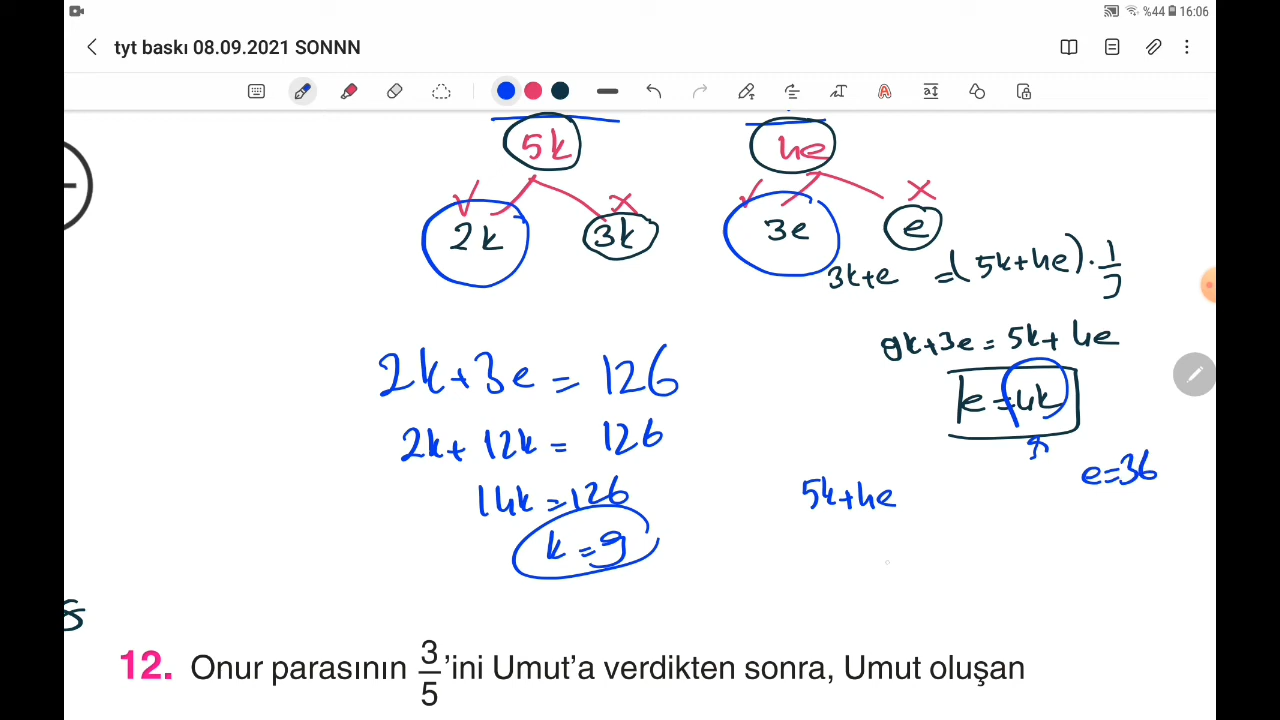 %44 16:06
tyt baskı 08.09.2021 SONNN
5k 4e
2k 3k 3e e
3k+e =(5k+4e)·1/3
9k+3e = 5k+4e
2k+3e = 126
e = 4k
2k+12k = 126
e=36
14k = 126
5k+4e
k = 9
12. Onur parasının 3/5 'ini Umut'a verdikten sonra, Umut oluşan